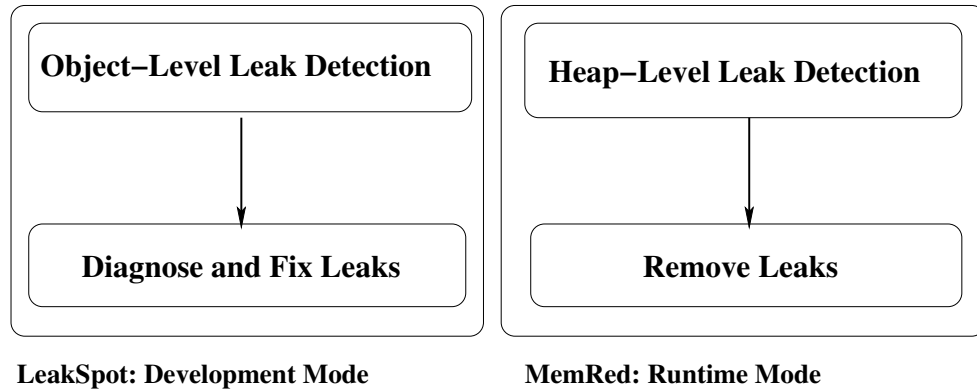 Object−Level Leak Detection
Diagnose and Fix Leaks
LeakSpot: Development Mode
Heap−Level Leak Detection
Remove Leaks
MemRed: Runtime Mode